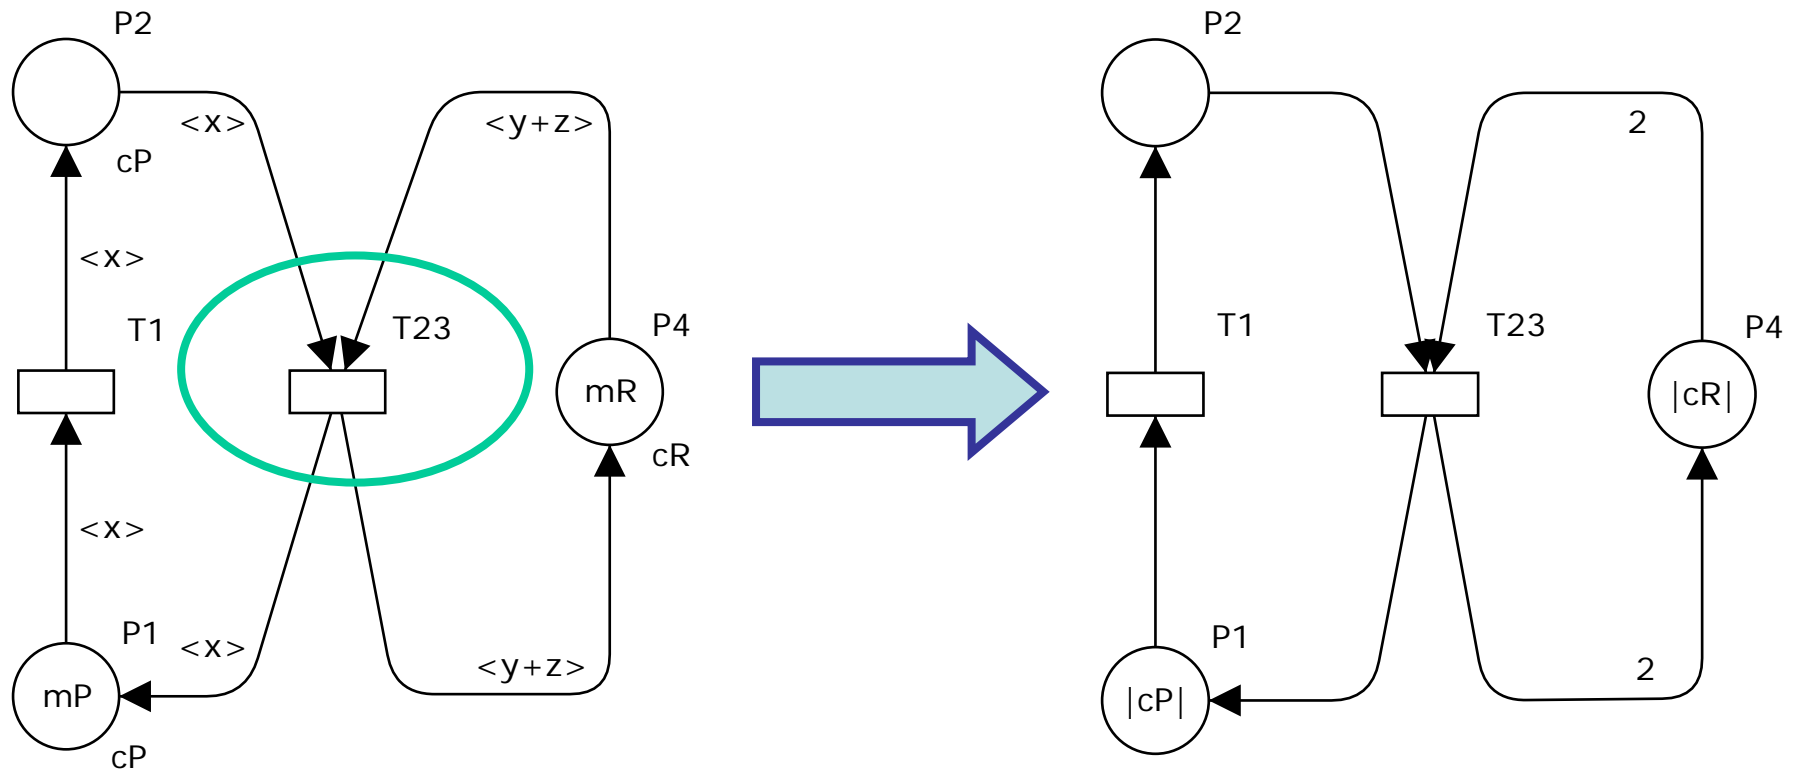 P2
<x>
<y+z>
cP
<x>
T1
T23
P4
mR
cR
<x>
P1
<x>
<y+z>
mP
cP
P2
2
T1
T23
P4
|cR|
P1
2
|cP|